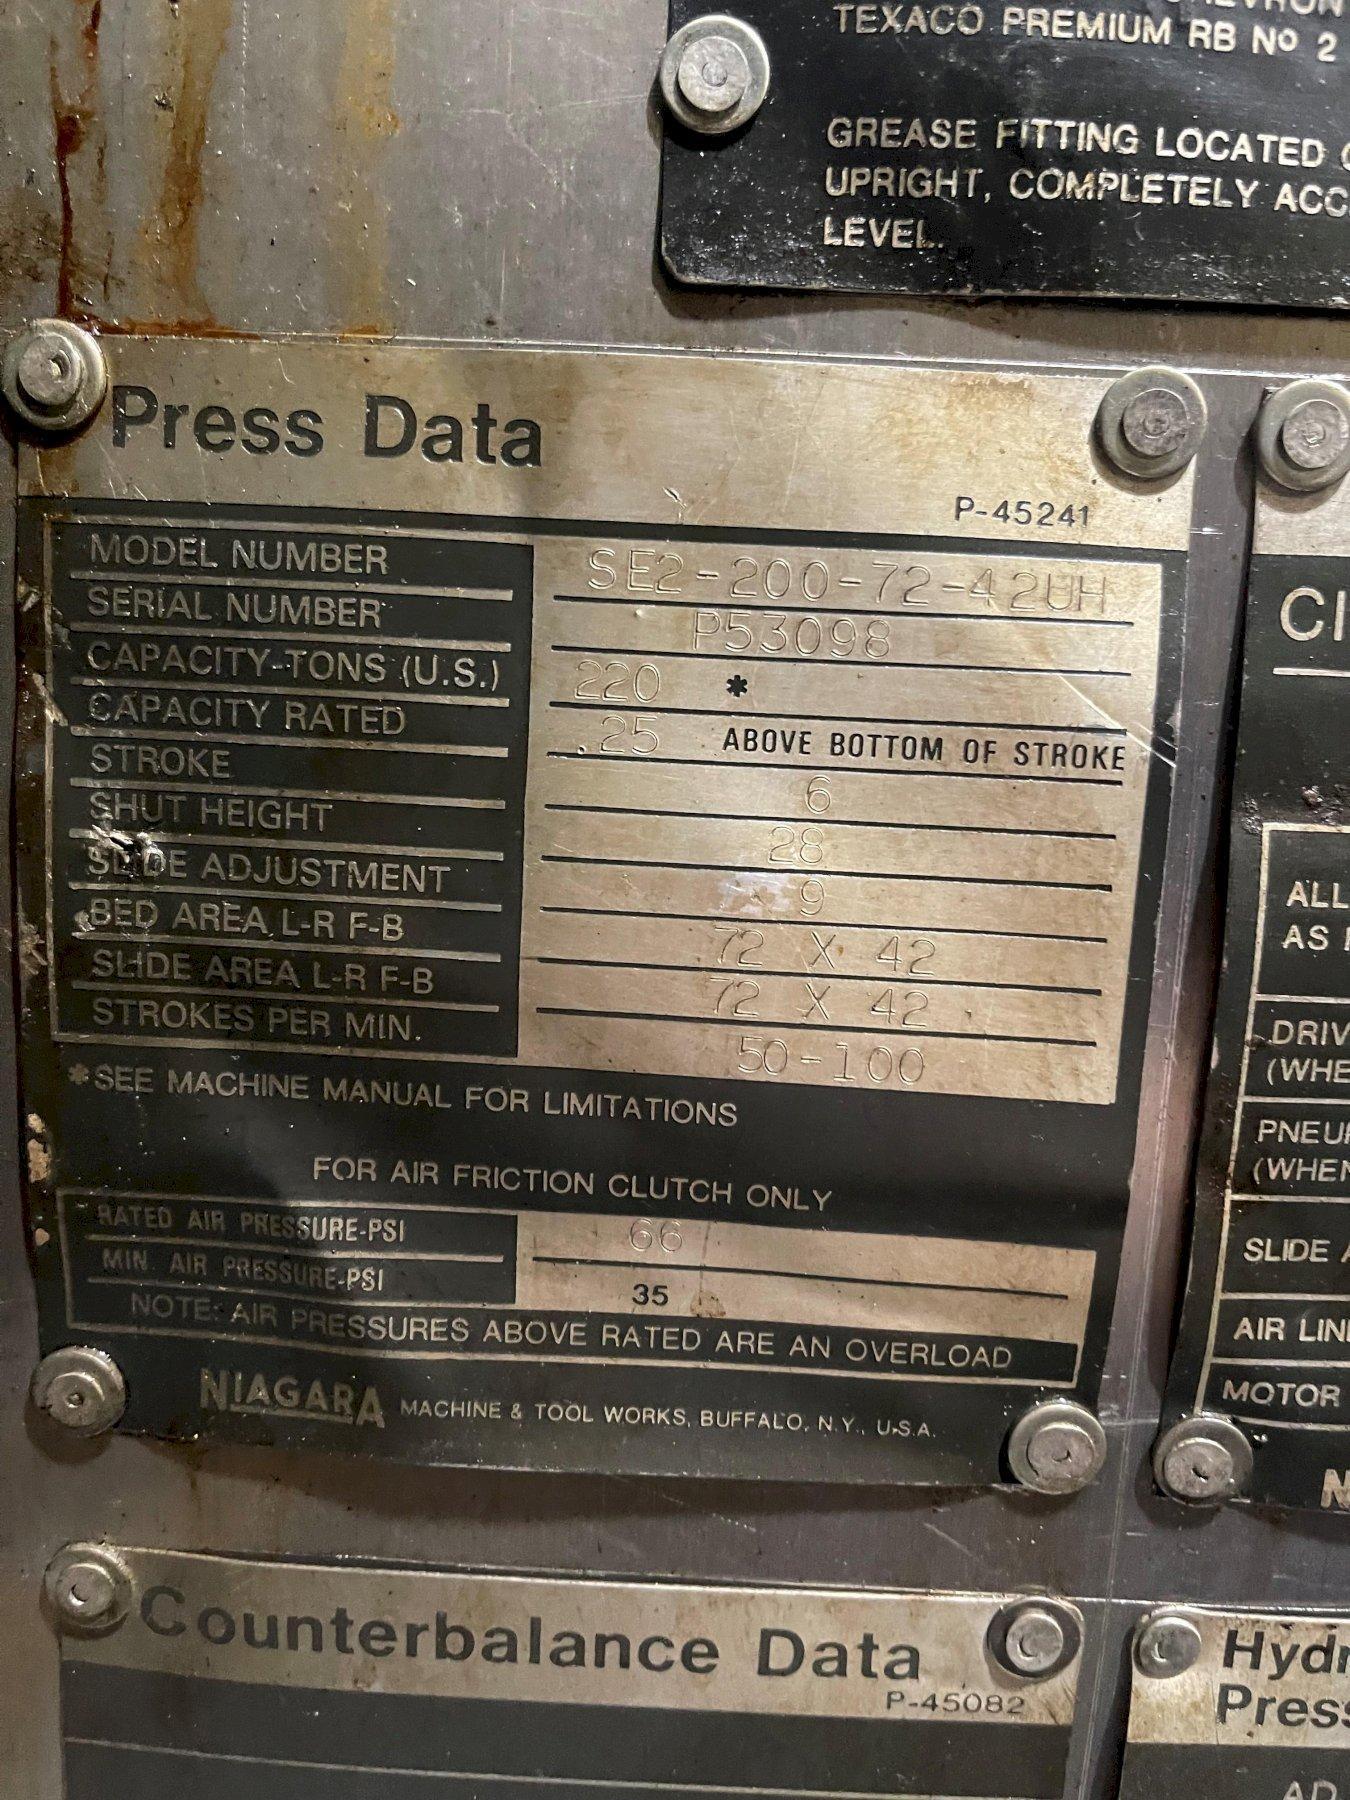 TEXACO PREMIUM RB No 2
GREASE FITTING LOCATED
UPRIGHT, COMPLETELY ACC
LEVEL.
Press Data
P-45241
MODEL NUMBER SE2-200-72-42UH
SERIAL NUMBER P53098
CAPACITY-TONS (U.S.) 220 *
CAPACITY RATED .25 ABOVE BOTTOM OF STROKE
STROKE 6
SHUT HEIGHT 28
SLIDE ADJUSTMENT 9
BED AREA L-R F-B 72 X 42
SLIDE AREA L-R F-B 72 X 42
STROKES PER MIN. 50-100
*SEE MACHINE MANUAL FOR LIMITATIONS
FOR AIR FRICTION CLUTCH ONLY
RATED AIR PRESSURE-PSI 66
MIN. AIR PRESSURE-PSI 35
NOTE: AIR PRESSURES ABOVE RATED ARE AN OVERLOAD
NIAGARA MACHINE & TOOL WORKS, BUFFALO, N.Y., U.S.A.
CI
ALL
AS
DRIV
(WHE
PNEU
(WHEN
SLIDE
AIR LIN
MOTOR
N
Counterbalance Data
P-45082
Hydr
Press
AD